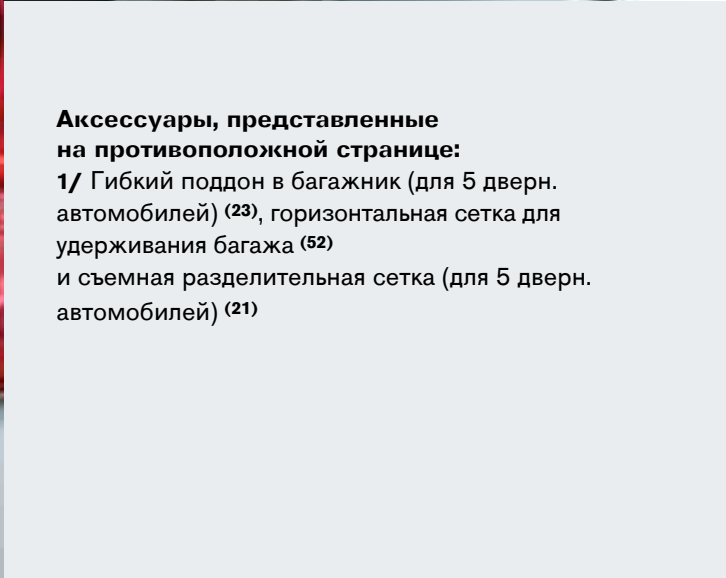 Аксессуары, представленные
на противоположной странице:
1/ Гибкий поддон в багажник (для 5 дверн.
автомобилей) (23), горизонтальная сетка для
удерживания багажа (52)
и съемная разделительная сетка (для 5 дверн.
автомобилей) (21)